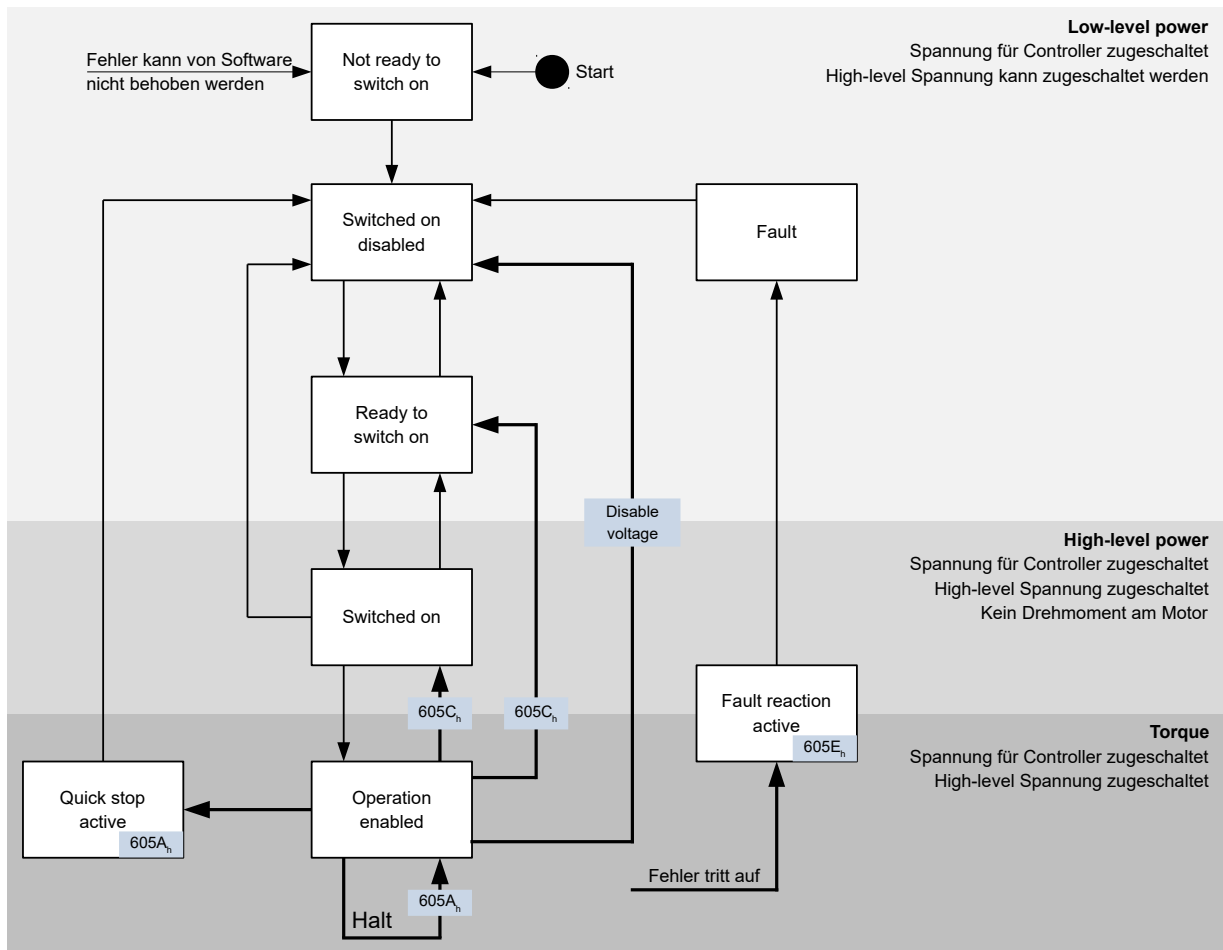 Low-level power
Spannung für Controller zugeschaltet
High-level Spannung kann zugeschaltet werden
Fehler kann von Software
nicht behoben werden
Not ready to
switch on
Start
Switched on
disabled
Fault
Ready to
switch on
Disable
voltage
High-level power
Spannung für Controller zugeschaltet
High-level Spannung zugeschaltet
Kein Drehmoment am Motor
Switched on
605Ch
605Ch
Fault reaction
active
605Eh
Torque
Spannung für Controller zugeschaltet
High-level Spannung zugeschaltet
Quick stop
active
605Ah
Operation
enabled
Fehler tritt auf
605Ah
Halt